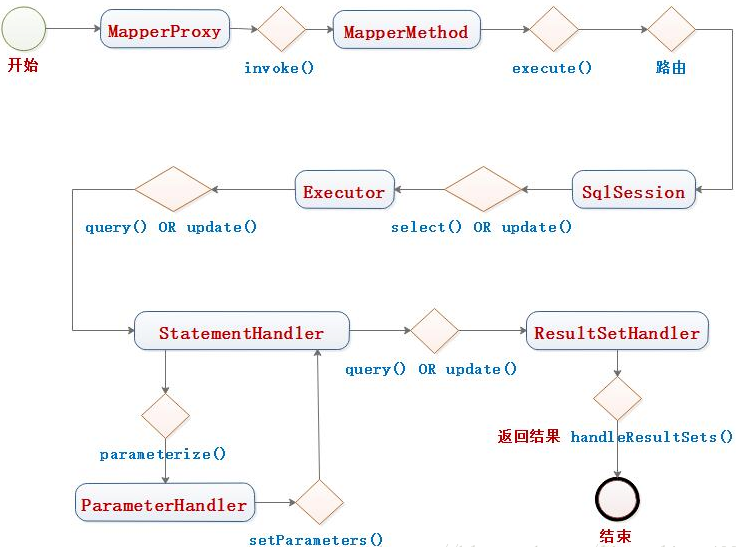 MapperProxy
MapperMethod
开始
invoke()
execute()
路由
Executor
SqlSession
query() OR update()
select() OR update()
StatementHandler
ResultSetHandler
query() OR update()
返回结果 handleResultSets()
parameterize()
ParameterHandler
setParameters()
结束